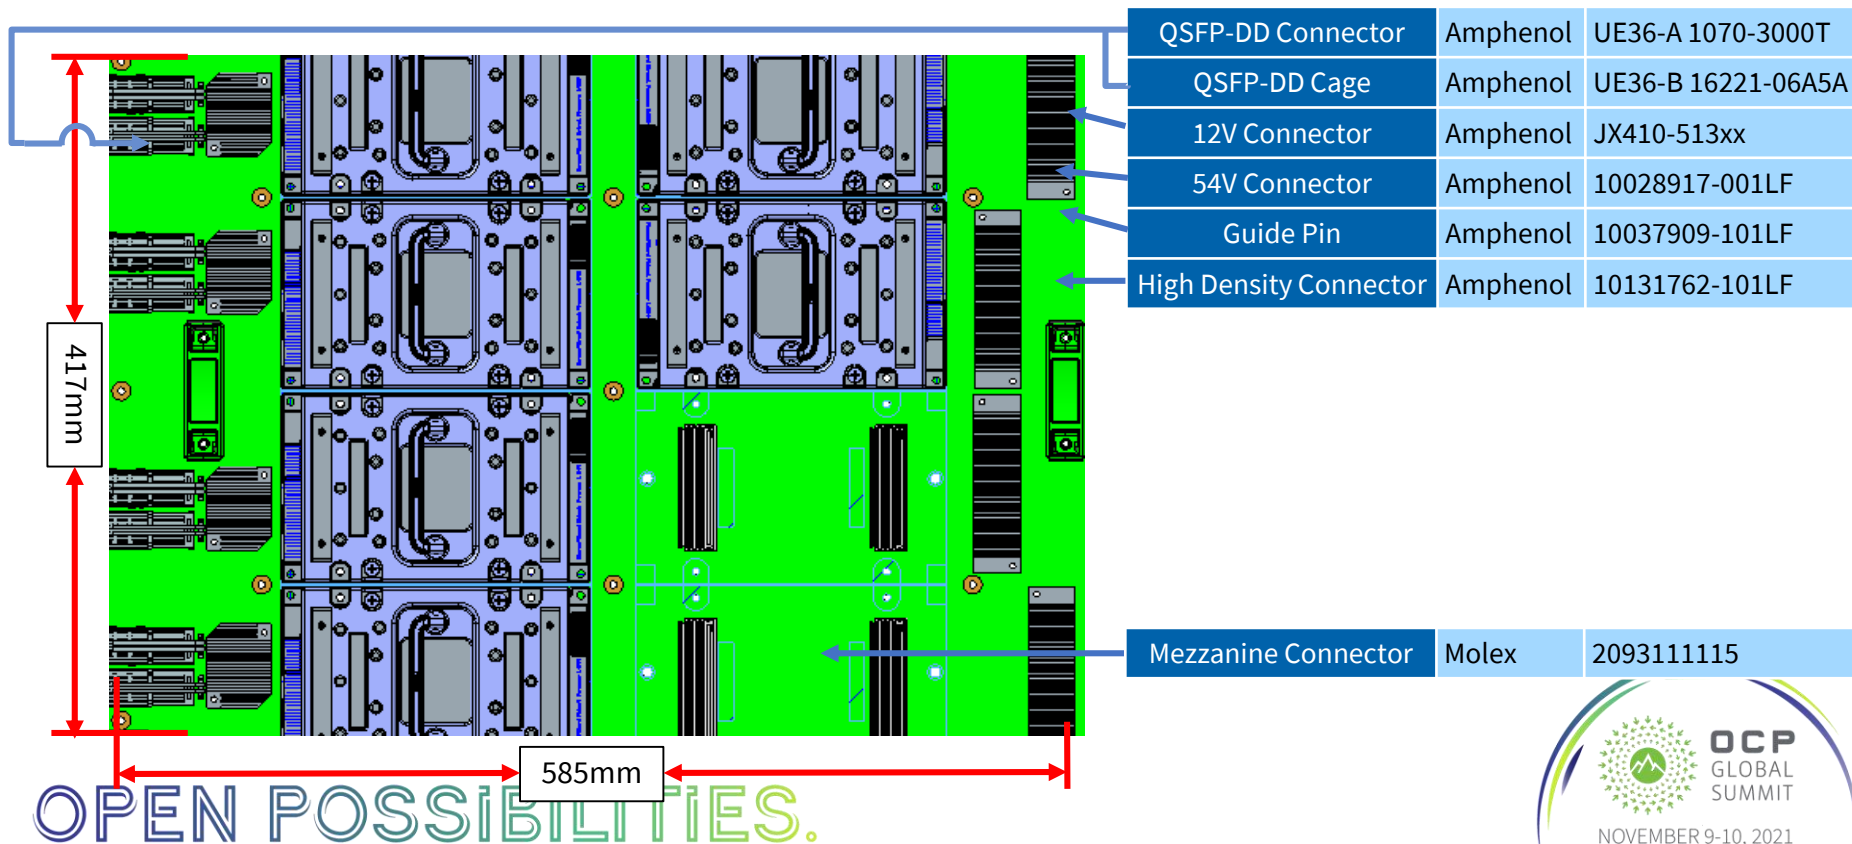 QSFP-DD Connector Amphenol UE36-A 1070-3000T
QSFP-DD Cage Amphenol UE36-B 16221-06A5A
12V Connector Amphenol JX410-513xx
54V Connector Amphenol 10028917-001LF
Guide Pin Amphenol 10037909-101LF
High Density Connector Amphenol 10131762-101LF
417mm
Mezzanine Connector Molex 2093111115
585mm
OPEN POSSIBILITIES.
OCP
GLOBAL
SUMMIT
NOVEMBER 9-10, 2021